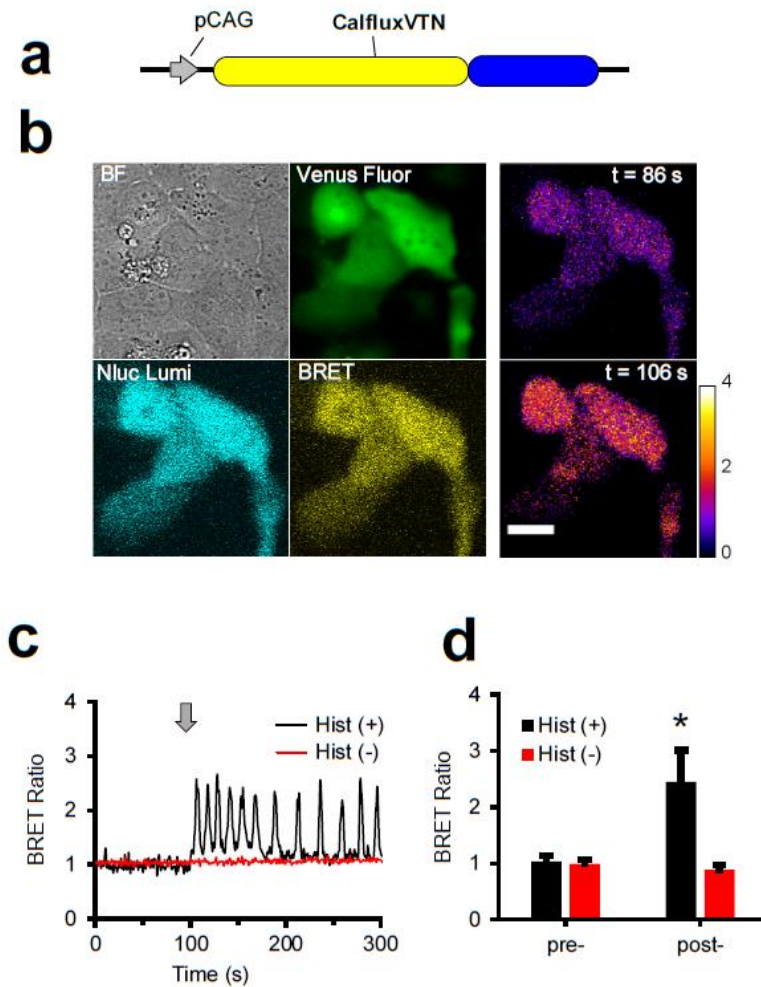 a
pCAG
CalfluxVTN
b
BF
Venus Fluor
t = 86 s
Nluc Lumi
BRET
t = 106 s
4
2
0
c
4
3
2
1
0
BRET Ratio
Hist (+)
Hist (-)
0
100
200
300
Time (s)
d
4
3
2
1
0
BRET Ratio
Hist (+)
Hist (-)
*
pre-
post-